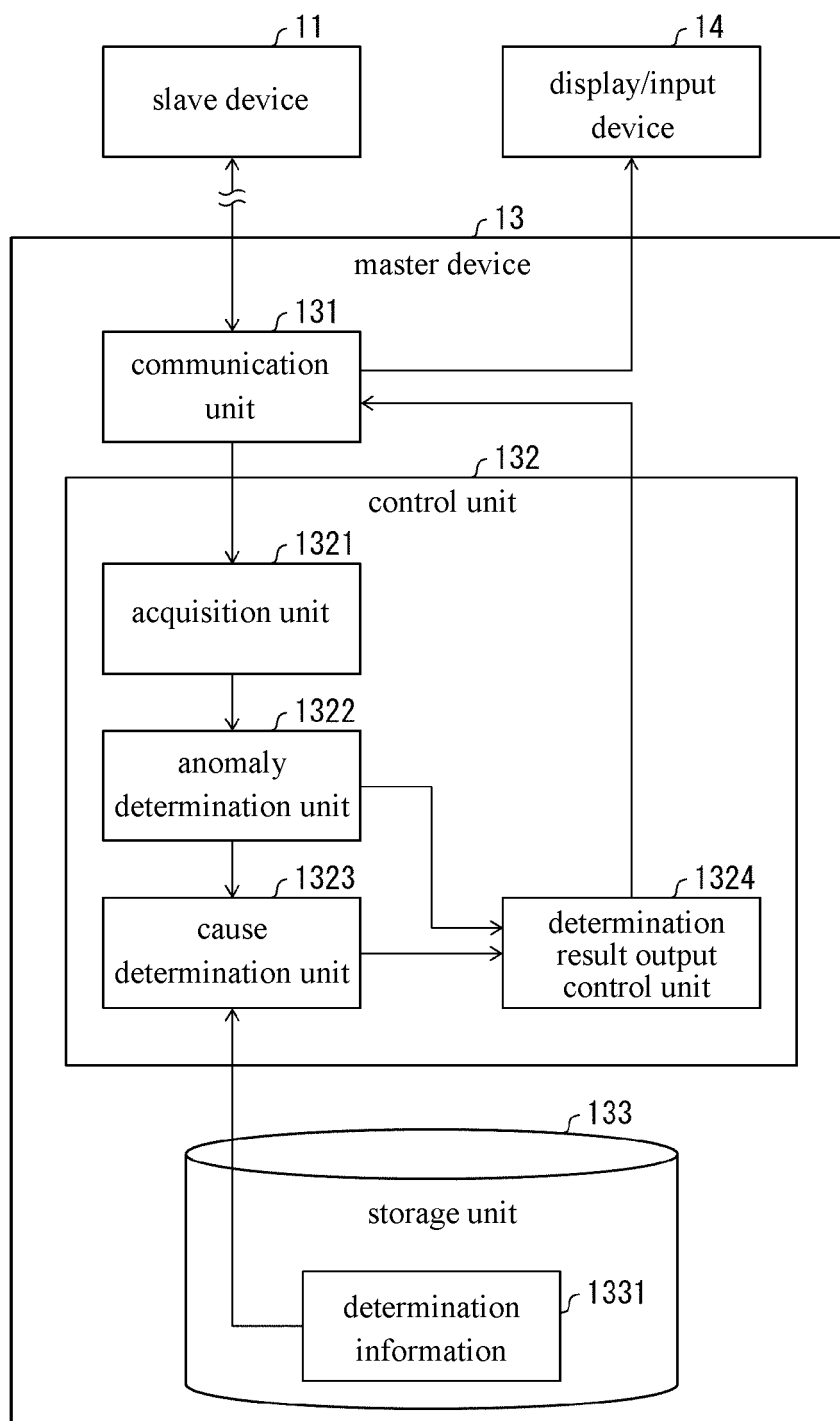 11
slave device
14
display/input
device
13
master device
131
communication
unit
132
control unit
1321
acquisition unit
1322
anomaly
determination unit
1323
cause
determination unit
1324
determination
result output
control unit
133
storage unit
1331
determination
information